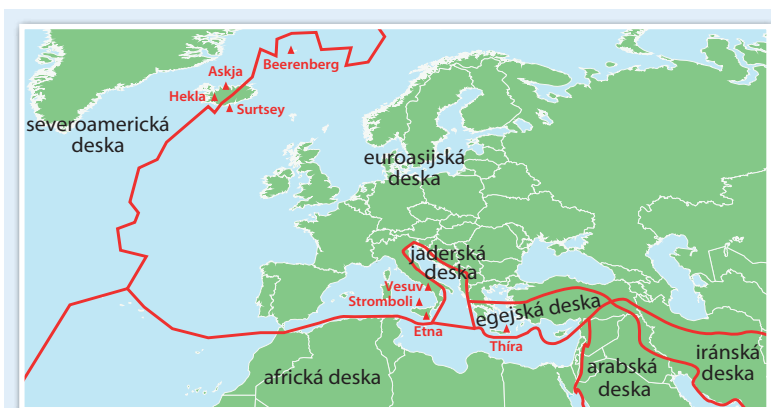 Beerenberg
Askja
Hekla
Surtsey
severoamerická
deska
euroasijská
deska
jaderská
deska
Vesuv
Stromboli
Etna
egejská deska
Thíra
africká deska
arabská
deska
iránská
deska